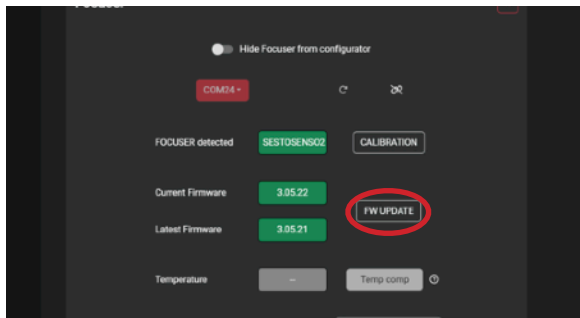 Focuser
Hide Focuser from configurator
COM24
FOCUSER detected SESTOSENSO2 CALIBRATION
Current Firmware 3.05.22
FW UPDATE
Latest Firmware 3.05.21
Temperature -- Temp comp